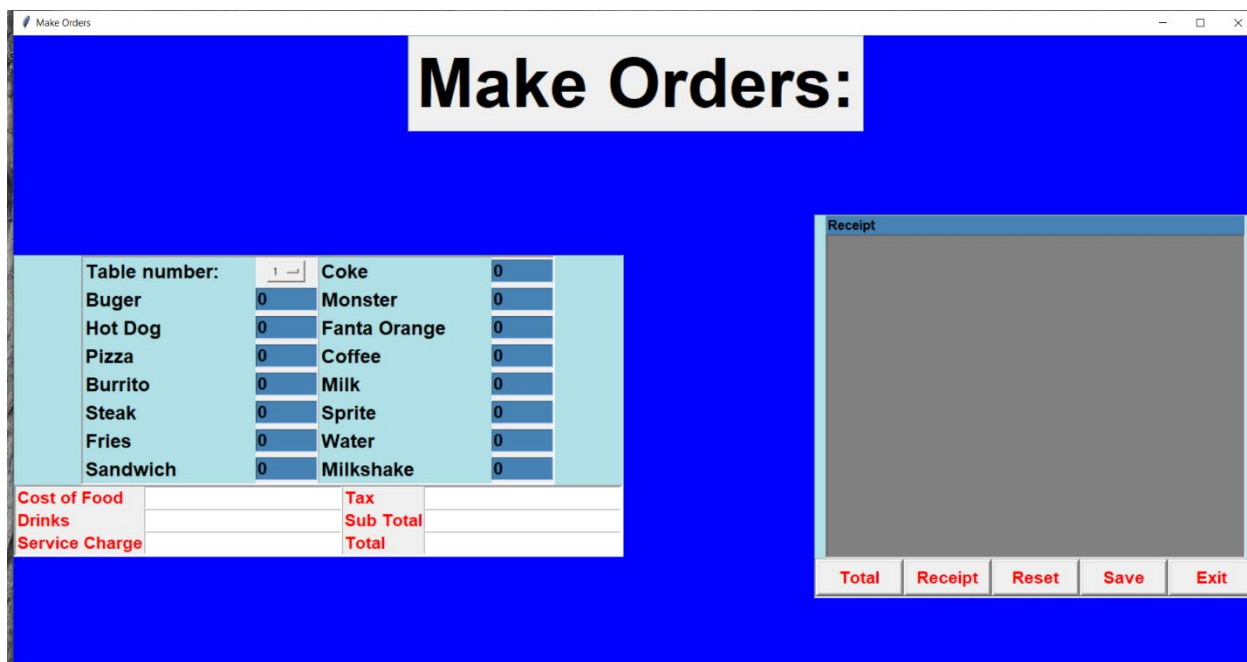 Make Orders
Make Orders:
Receipt
Table number: 1 Coke 0
Buger 0 Monster 0
Hot Dog 0 Fanta Orange 0
Pizza 0 Coffee 0
Burrito 0 Milk 0
Steak 0 Sprite 0
Fries 0 Water 0
Sandwich 0 Milkshake 0
Cost of Food Tax
Drinks Sub Total
Service Charge Total
Total Receipt Reset Save Exit